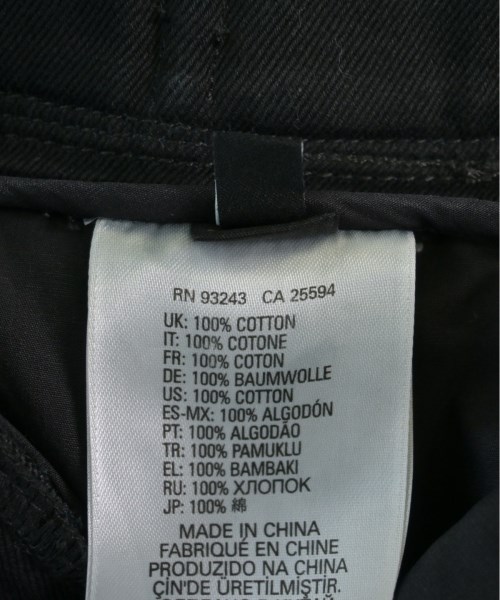 RN 93243 CA 25594
UK: 100% COTTON
IT: 100% COTONE
FR: 100% COTON
DE: 100% BAUMWOLLE
US: 100% COTTON
ES-MX: 100% ALGODÓN
PT: 100% ALGODÃO
TR: 100% PAMUKLU
EL: 100% BAMBAKI
RU: 100% ХЛОПОК
JP: 100% 綿
MADE IN CHINA
FABRIQUÉ EN CHINE
PRODUZIDO NA CHINA
ÇİN'DE ÜRETİLMİŞTİR.